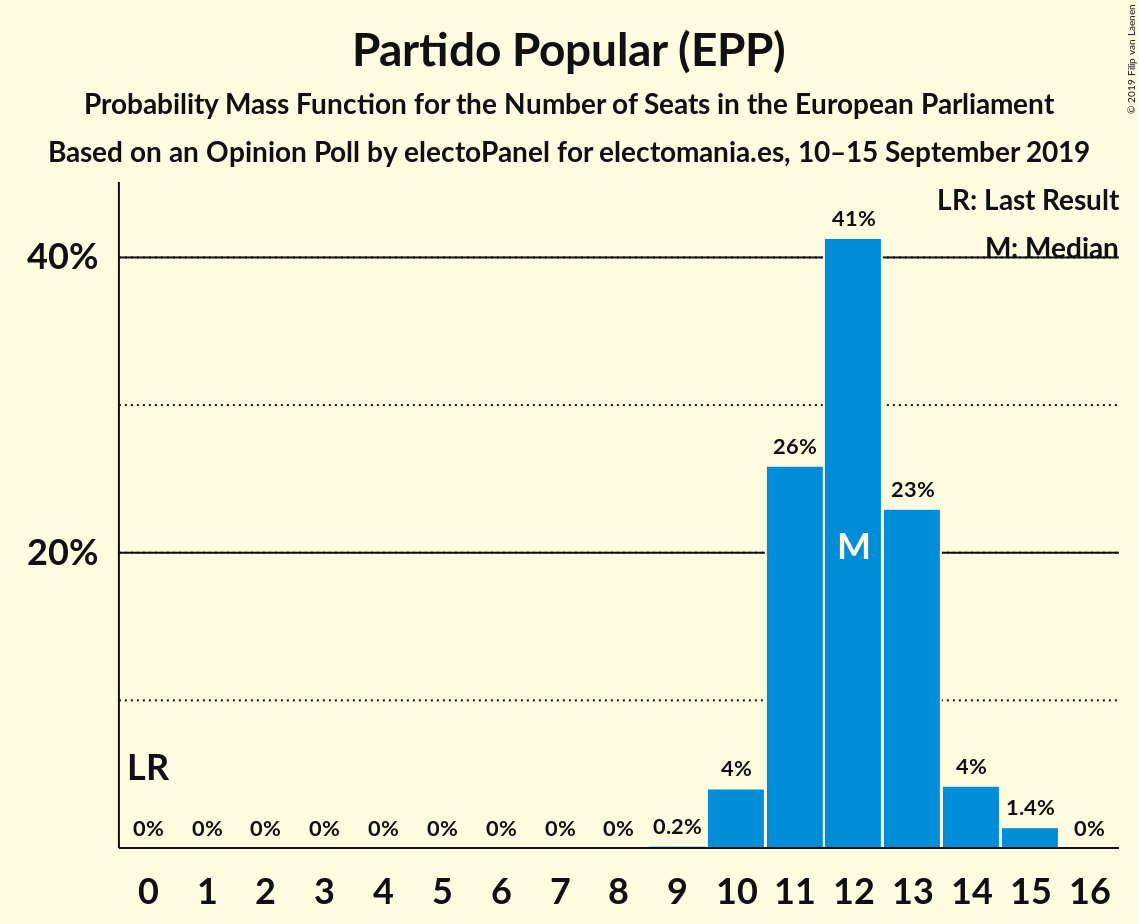 Partido Popular (EPP)
Probability Mass Function for the Number of Seats in the European Parliament
Based on an Opinion Poll by electoPanel for electomania.es, 10–15 September 2019
© 2019 Filip van Laenen
LR: Last Result
M: Median
40%
20%
41%
26%
23%
M
LR
0% 0% 0% 0% 0% 0% 0% 0% 0% 0.2% 4% 4% 1.4% 0%
0 1 2 3 4 5 6 7 8 9 10 11 12 13 14 15 16